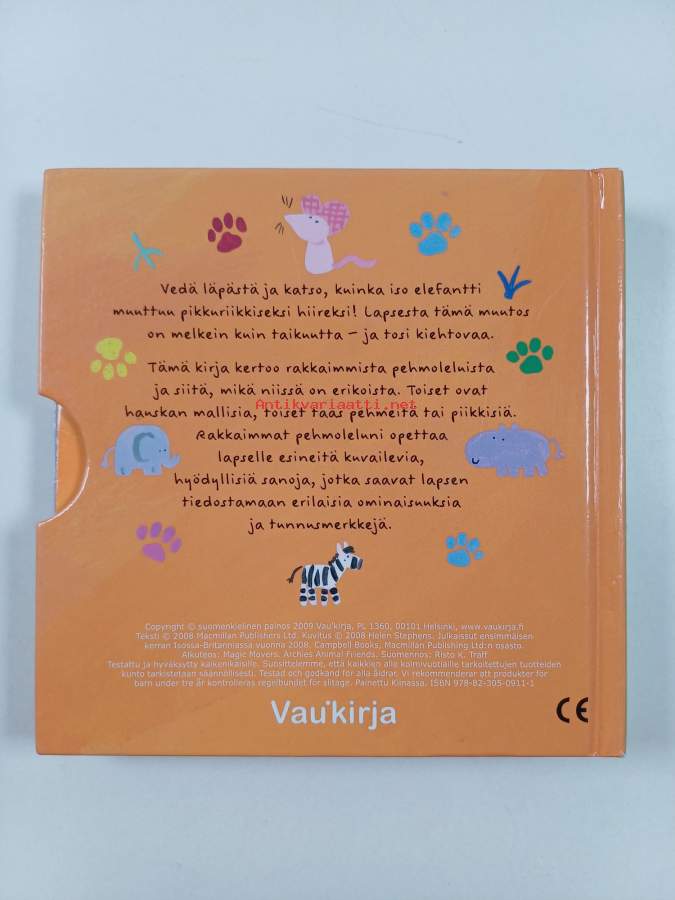 Vedä läpästä ja katso, kuinka iso elefantti
muuttuu pikkuriikkiseksi hiireksi! Lapsesta tämä muutos
on melkein kuin taikuutta – ja tosi kiehtovaa.
Tämä kirja kertoo rakkaimmista pehmoleluista
ja siitä, mikä niissä on erikoista. Toiset ovat
Antikvariaatti.net
hauskan mallisia, toiset taas pehmeitä tai piikkisiä.
Rakkaimmat pehmoleluni opettaa
lapselle esineitä kuvailevia,
hyödyllisiä sanoja, jotka saavat lapsen
tiedostamaan erilaisia ominaisuuksia
ja tunnusmerkkejä.
Copyright © suomenkielinen painos 2009 Vau'kirja, PL 1360, 00101 Helsinki, www.vaukirja.fi
Teksti © 2008 Macmillan Publishers Ltd. Kuvitus © 2008 Helen Stephens. Julkaissut ensimmäisen
kerran Isossa-Britanniassa vuonna 2008. Campbell Books, Macmillan Publishing Ltd:n osasto.
Alkuteos: Magic Movers. Archies Animal Friends. Suomennos: Risto K. Träff
Testattu ja hyväksytty kaikenikäisille. Suosittelemme, että kaikkien alle kolmivuotiaille tarkoitettujen tuotteiden
kunto tarkistetaan säännöllisesti. Testad och godkänd för alla åldrar. Vi rekommenderar att produkter för
barn under tre år kontrolleras regelbundet för slitage. Painettu Kiinassa. ISBN 978-82-305-0911-1
Vau'kirja
CE